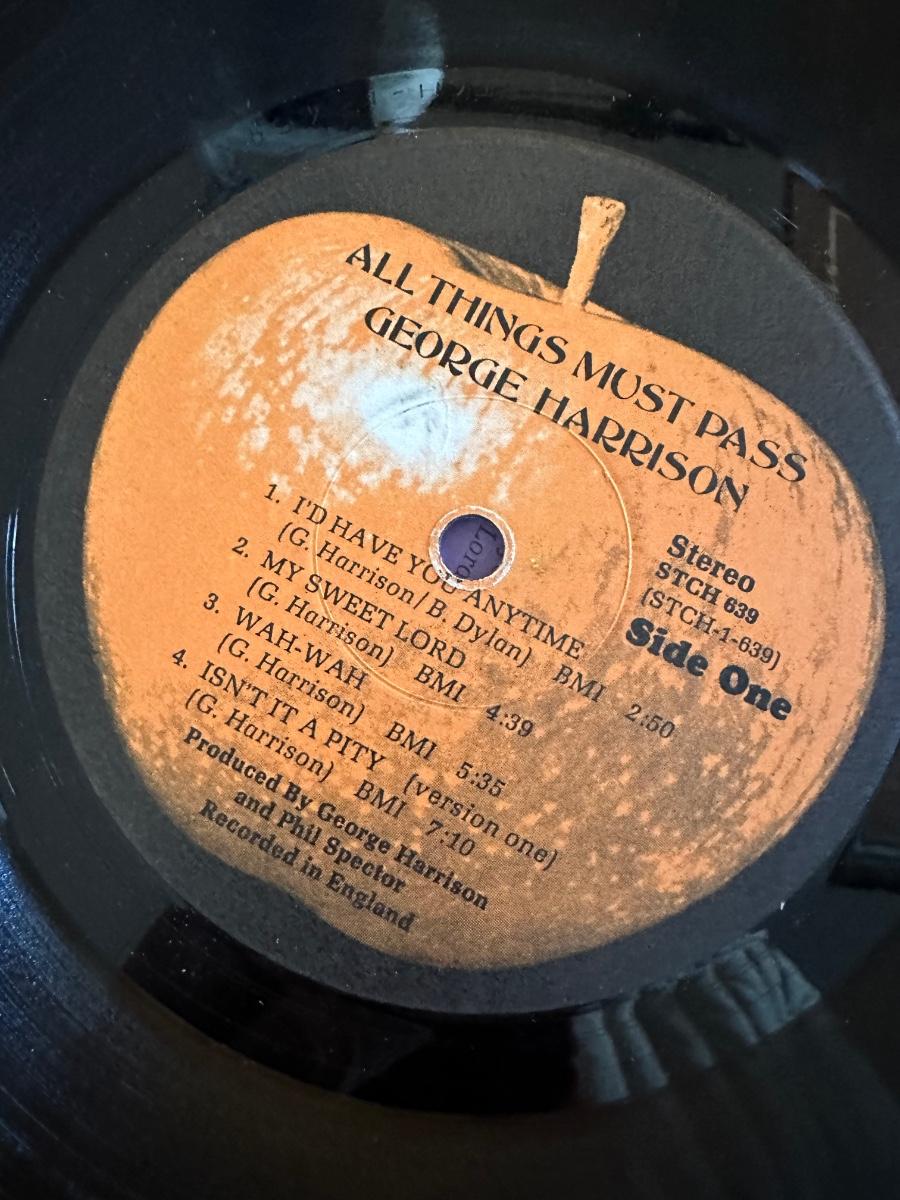 ALL THINGS MUST PASS
GEORGE HARRISON
Stereo
STCH 639
(STCH-1-639)
Side One
1. I'D HAVE YOU ANYTIME
(G. Harrison/B. Dylan) BMI 2:50
2. MY SWEET LORD
(G. Harrison) BMI 4:39
3. WAH-WAH
(G. Harrison) BMI 5:35
4. ISN'T IT A PITY (version one)
(G. Harrison) BMI 7:10
Produced By George Harrison
and Phil Spector
Recorded in England